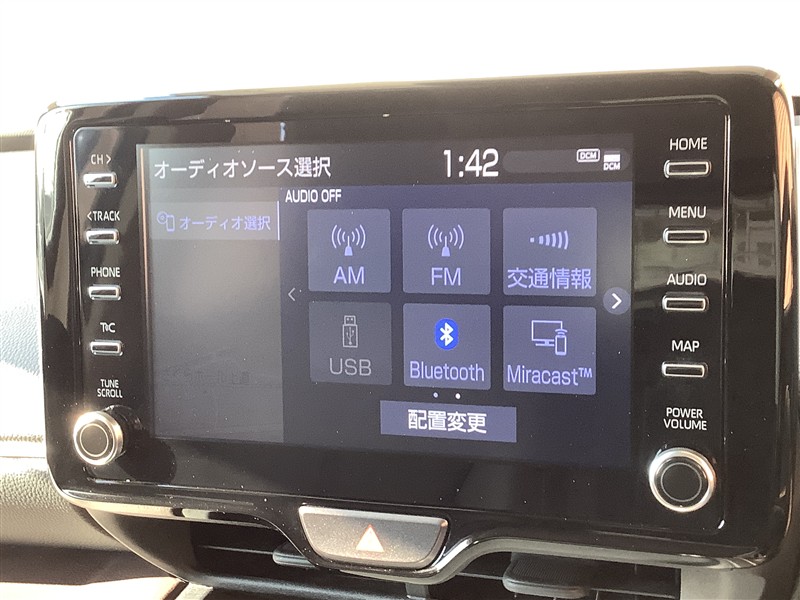 CH >
< TRACK
PHONE
T&C
TUNE
SCROLL
オーディオソース選択
1:42
DCM
DCM
AUDIO OFF
オーディオ選択
AM
FM
交通情報
USB
Bluetooth
Miracast™
配置変更
HOME
MENU
AUDIO
MAP
POWER
VOLUME